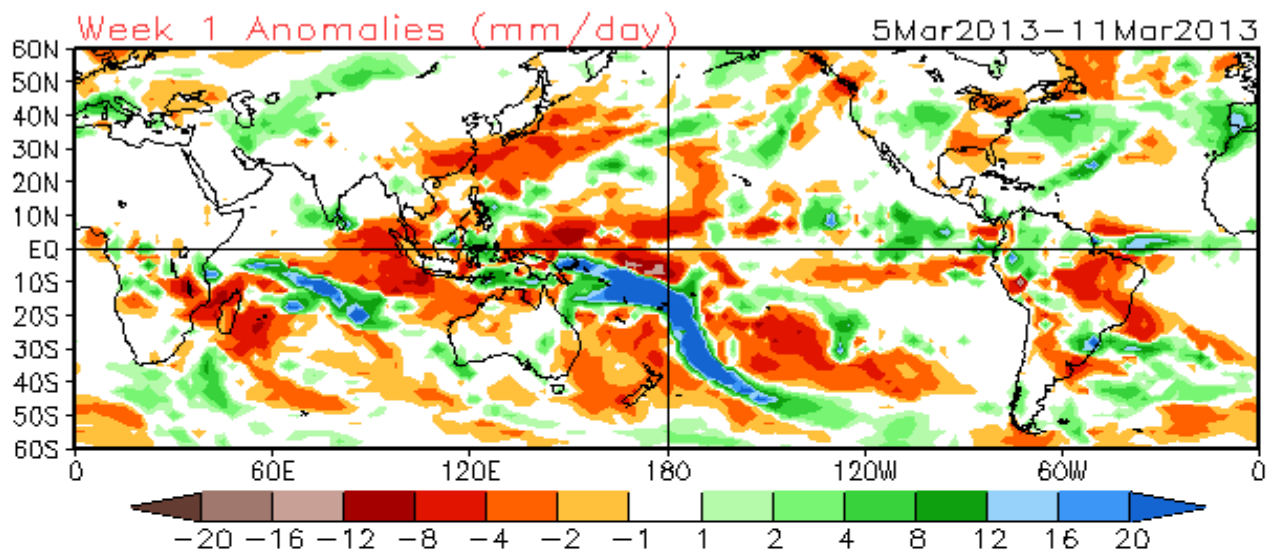 Week 1 Anomalies (mm/day) 5Mar2013-11Mar2013
60N
50N
40N
30N
20N
10N
EQ
10S
20S
30S
40S
50S
60S
0 60E 120E 180 120W 60W 0
-20 -16 -12 -8 -4 -2 -1 1 2 4 8 12 16 20